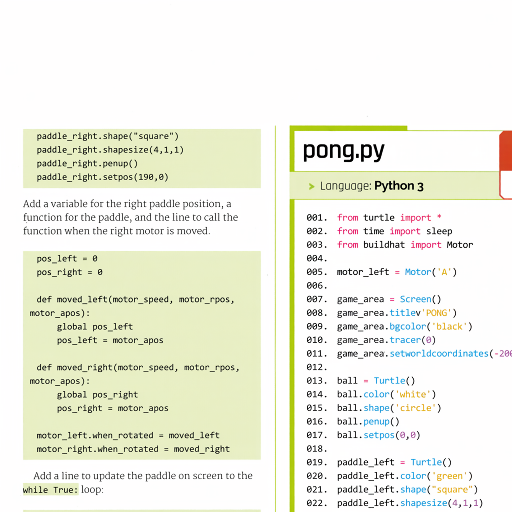 paddle_right.shape("square")
paddle_right.shapesize(4,1,1)
paddle_right.penup()
paddle_right.setpos(190,0)
Add a variable for the right paddle position, a
function for the paddle, and the line to call the
function when the right motor is moved.
pos_left = 0
pos_right = 0
def moved_left(motor_speed, motor_rpos,
motor_apos):
global pos_left
pos_left = motor_apos
def moved_right(motor_speed, motor_rpos,
motor_apos):
global pos_right
pos_right = motor_apos
motor_left.when_rotated = moved_left
motor_right.when_rotated = moved_right
Add a line to update the paddle on screen to the
while True: loop:
pong.py
> Language: Python 3
001. from turtle import *
002. from time import sleep
003. from buildhat import Motor
004.
005. motor_left = Motor('A')
006.
007. game_area = Screen()
008. game_area.titlev'PONG')
009. game_area.bgcolor('black')
010. game_area.tracer(0)
011. game_area.setworldcoordinates(-200
012.
013. ball = Turtle()
014. ball.color('white')
015. ball.shape('circle')
016. ball.penup()
017. ball.setpos(0,0)
018.
019. paddle_left = Turtle()
020. paddle_left.color('green')
021. paddle_left.shape("square")
022. paddle_left.shapesize(4,1,1)